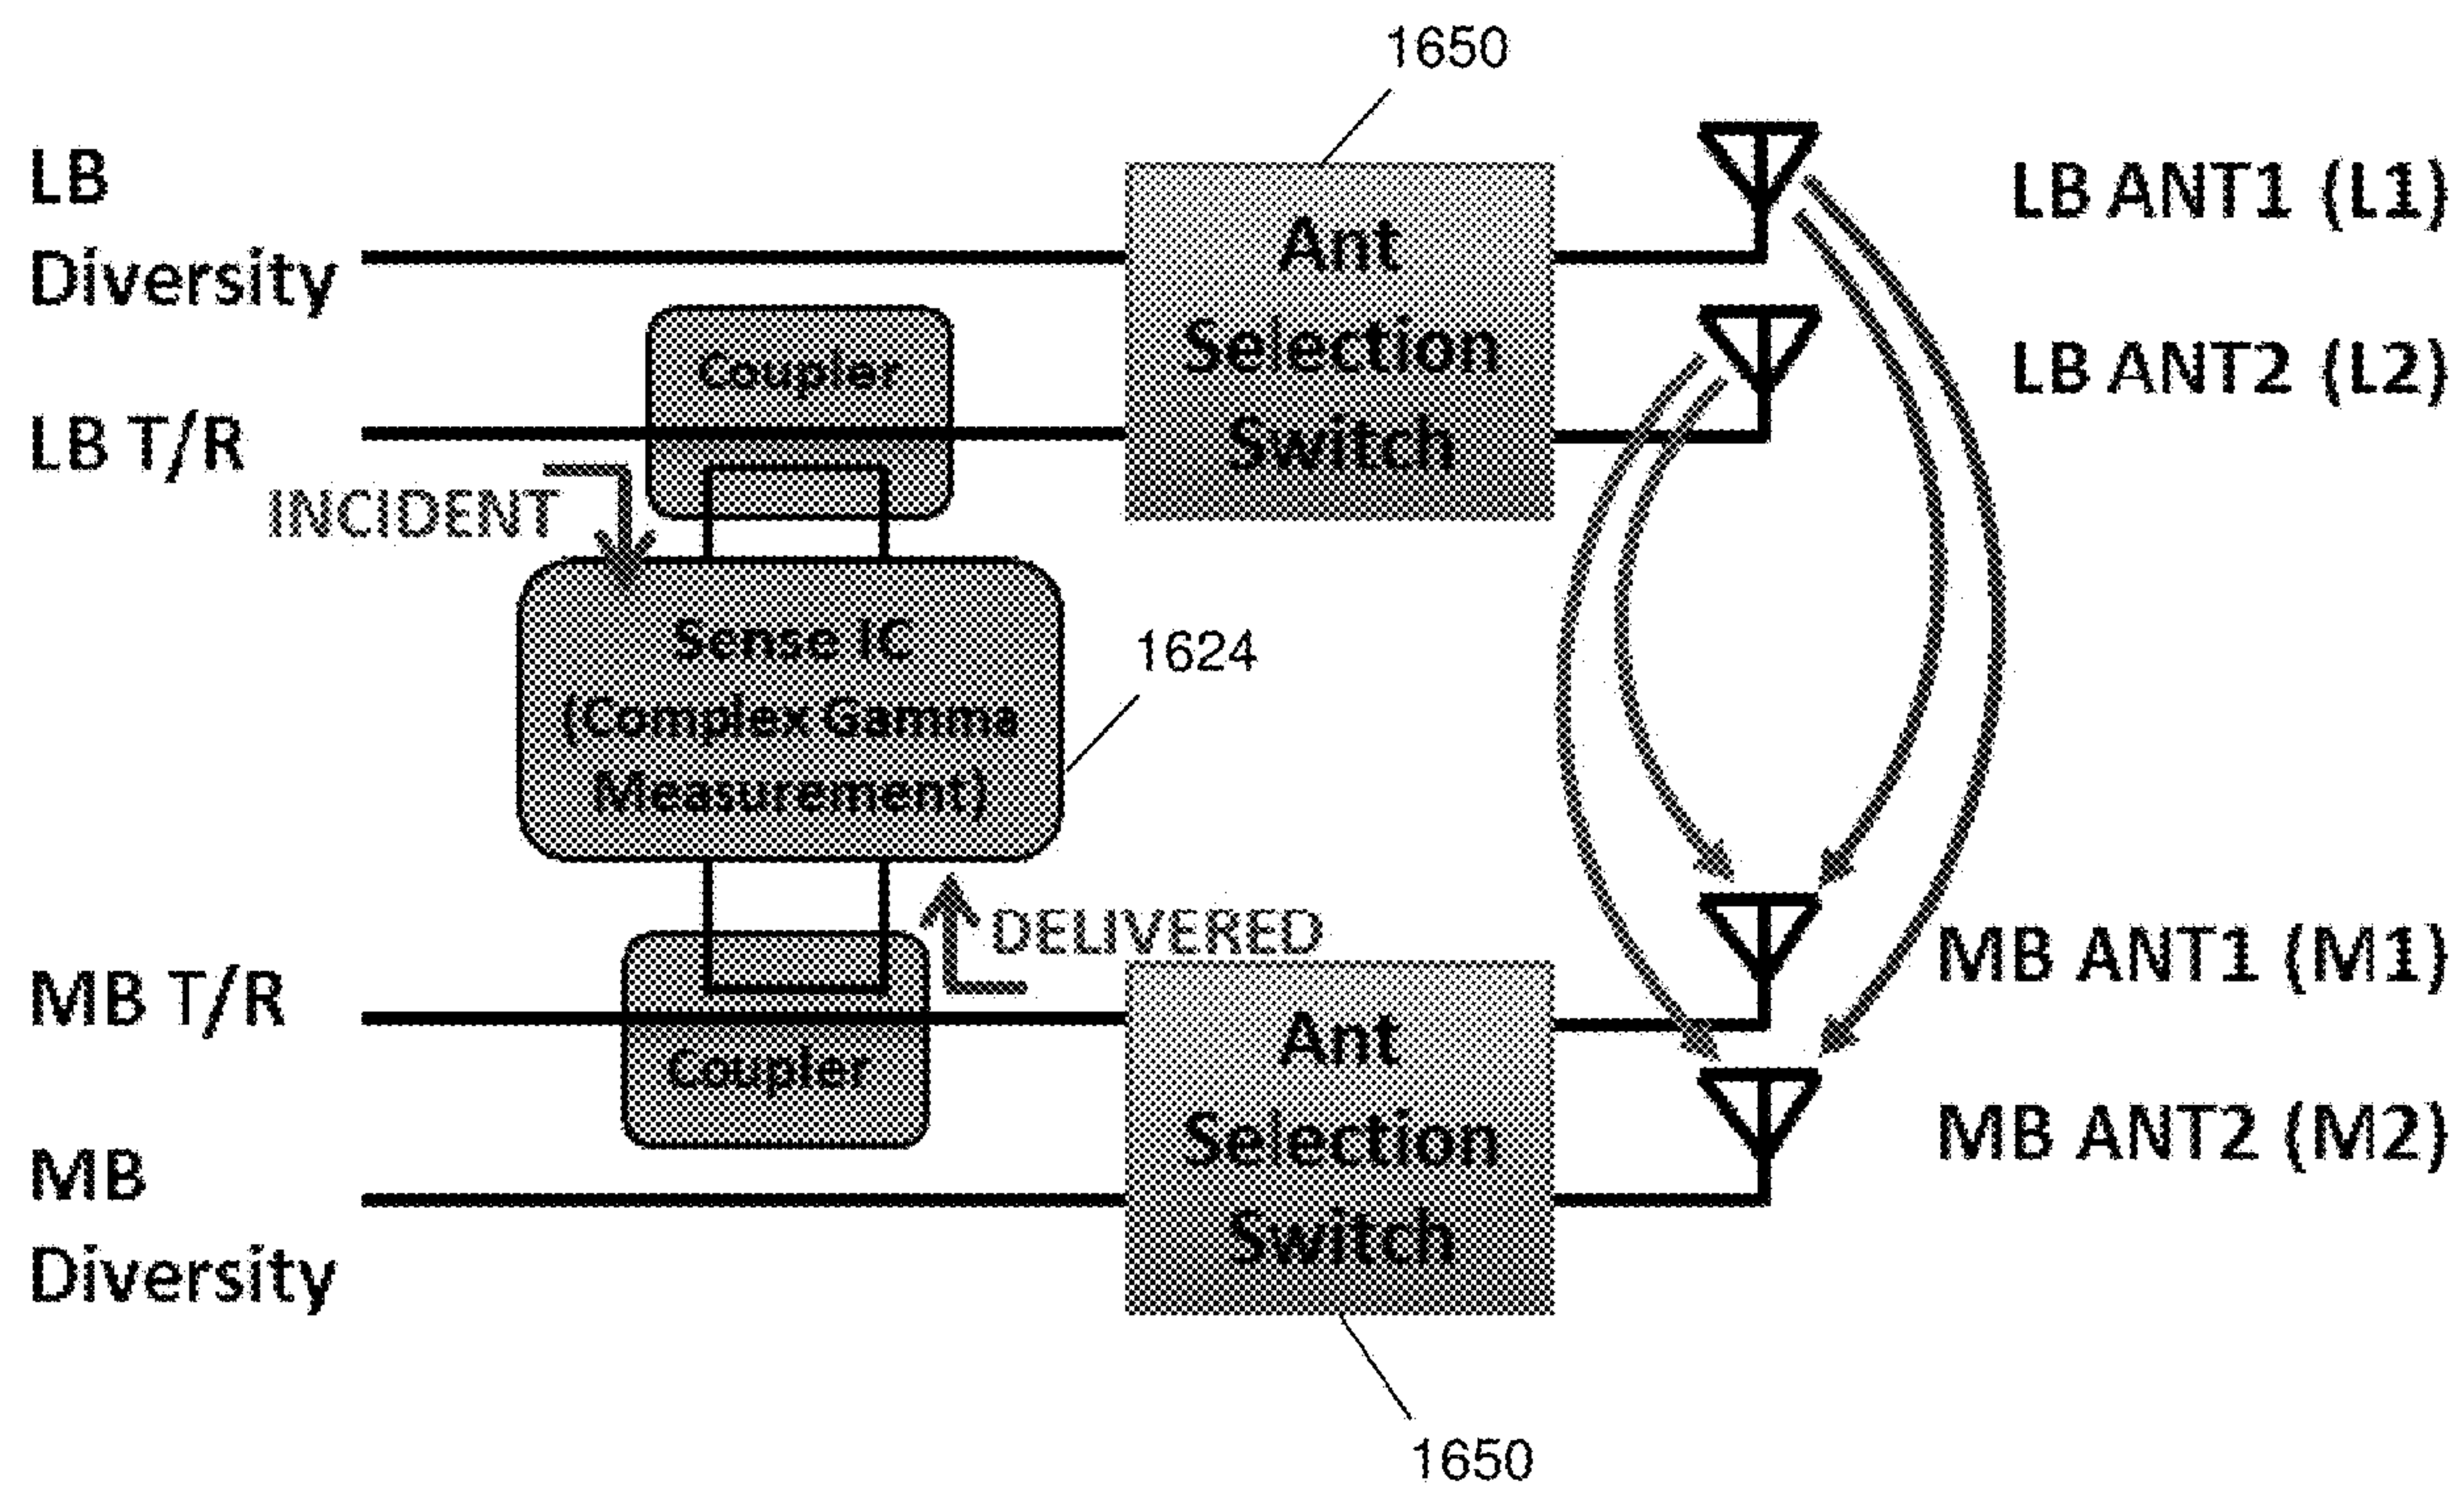 1650
LB
Diversity
LB ANT1 (L1)
Ant
Selection
Switch
Coupler
LB ANT2 (L2)
LB T/R
INCIDENT
Sense IC
(Complex Gamma
Measurement)
1624
DELIVERED
MB T/R
Coupler
MB ANT1 (M1)
Ant
Selection
Switch
MB ANT2 (M2)
MB
Diversity
1650